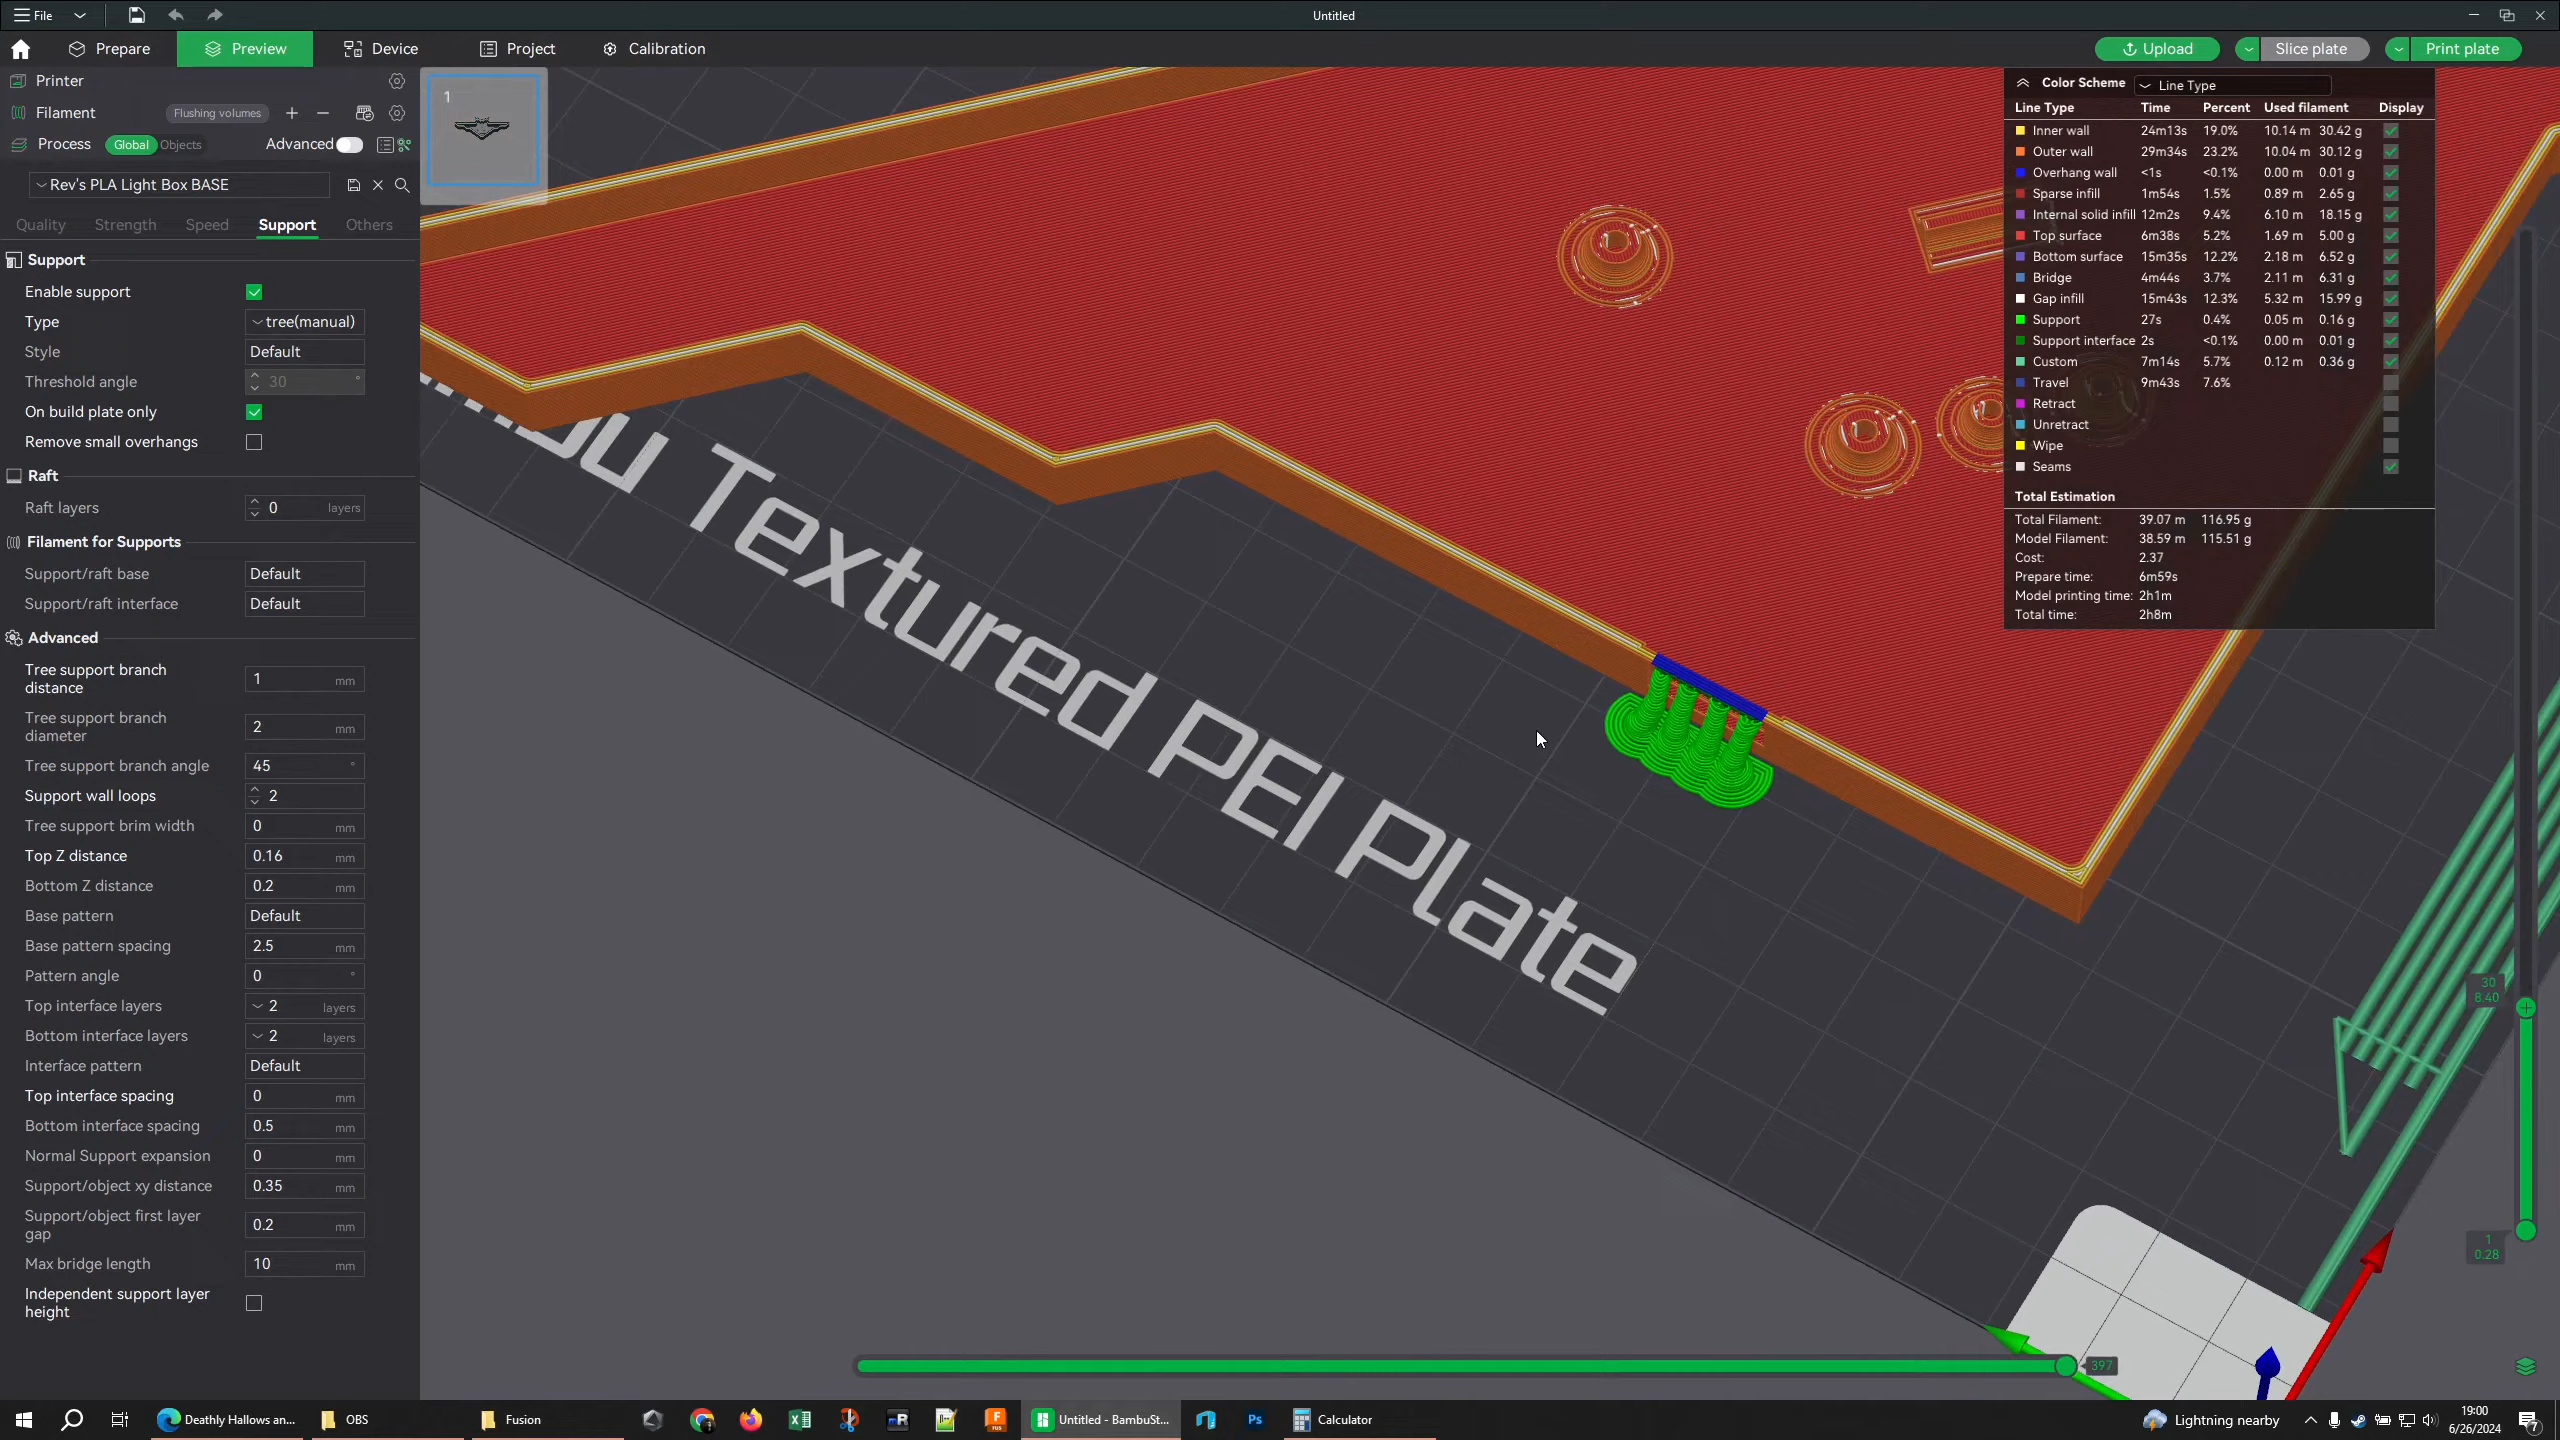 File
Untitled
Prepare
Preview
Device
Project
Calibration
Upload
Slice plate
Print plate
Printer
Filament
Flushing volumes
Process
Global
Objects
Advanced
Rev's PLA Light Box BASE
Quality
Strength
Speed
Support
Others
Support
Enable support
Type tree(manual)
Style Default
Threshold angle 30 °
On build plate only
Remove small overhangs
Raft
Raft layers 0 layers
Filament for Supports
Support/raft base Default
Support/raft interface Default
Advanced
Tree support branch
distance 1 mm
Tree support branch
diameter 2 mm
Tree support branch angle 45 °
Support wall loops 2
Tree support brim width 0 mm
Top Z distance 0.16 mm
Bottom Z distance 0.2 mm
Base pattern Default
Base pattern spacing 2.5 mm
Pattern angle 0 °
Top interface layers 2 layers
Bottom interface layers 2 layers
Interface pattern Default
Top interface spacing 0 mm
Bottom interface spacing 0.5 mm
Normal Support expansion 0 mm
Support/object xy distance 0.35 mm
Support/object first layer
gap 0.2 mm
Max bridge length 10 mm
Independent support layer
height
1
Textured PEI Plate
Color Scheme Line Type
Line Type Time Percent Used filament Display
Inner wall 24m13s 19.0% 10.14 m 30.42 g
Outer wall 29m34s 23.2% 10.04 m 30.12 g
Overhang wall <1s <0.1% 0.00 m 0.01 g
Sparse infill 1m54s 1.5% 0.89 m 2.65 g
Internal solid infill 12m2s 9.4% 6.10 m 18.15 g
Top surface 6m38s 5.2% 1.69 m 5.00 g
Bottom surface 15m35s 12.2% 2.18 m 6.52 g
Bridge 4m44s 3.7% 2.11 m 6.31 g
Gap infill 15m43s 12.3% 5.32 m 15.99 g
Support 27s 0.4% 0.05 m 0.16 g
Support interface 2s <0.1% 0.00 m 0.01 g
Custom 7m14s 5.7% 0.12 m 0.36 g
Travel 9m43s 7.6%
Retract
Unretract
Wipe
Seams
Total Estimation
Total Filament: 39.07 m 116.95 g
Model Filament: 38.59 m 115.51 g
Cost: 2.37
Prepare time: 6m59s
Model printing time: 2h1m
Total time: 2h8m
30
8.40
1
0.28
397
Deathly Hallows an...
OBS
Fusion
Untitled - BambuSt...
Ps
Calculator
Lightning nearby
19:00
6/26/2024
7